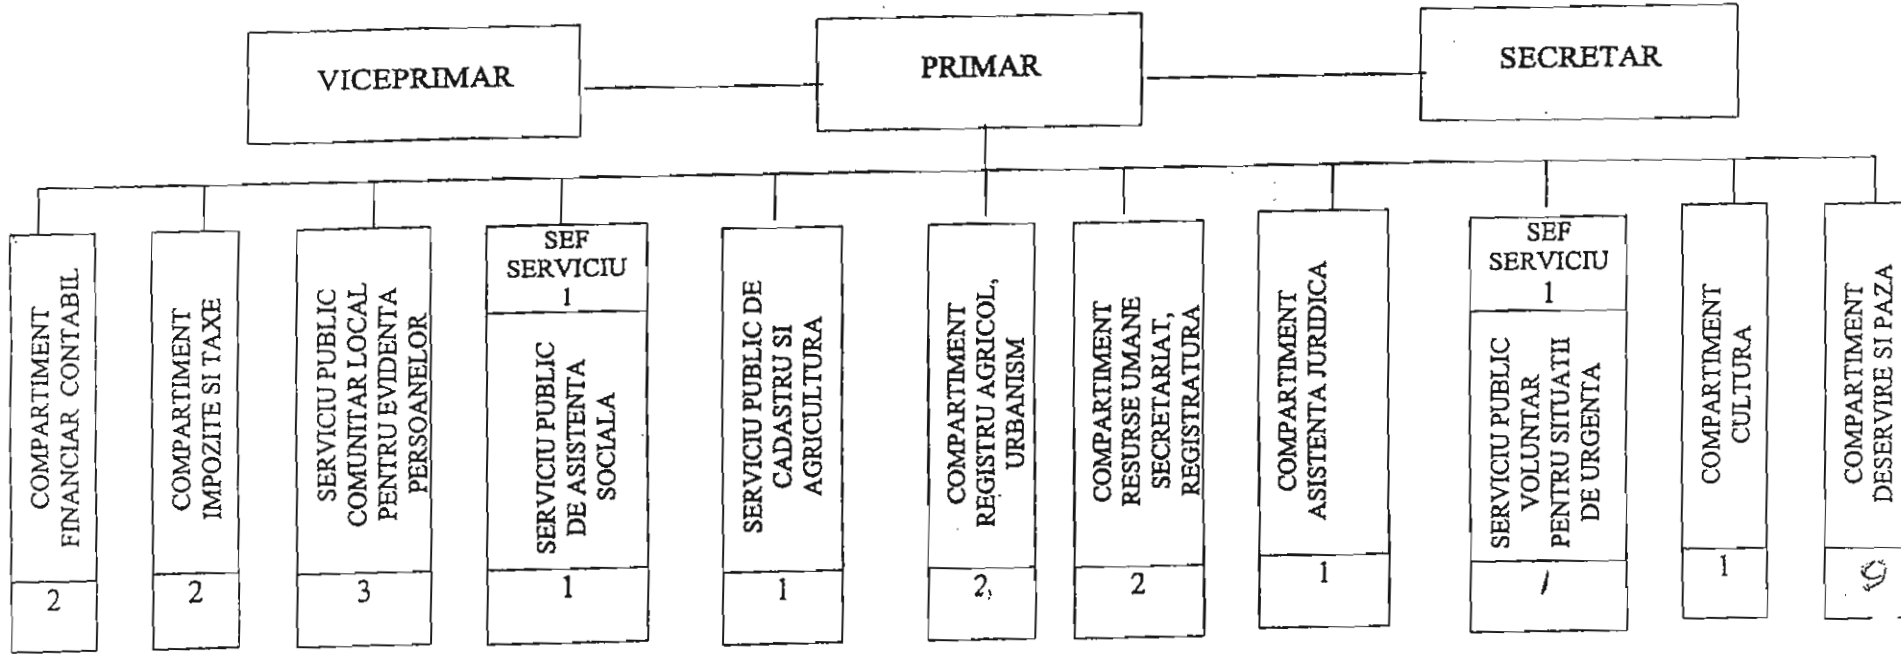 VICEPRIMAR
PRIMAR
SECRETAR
COMPARTIMENT
FINANCIAR CONTABIL
2
COMPARTIMENT
IMPOZITE SI TAXE
2
SERVICIU PUBLIC
COMUNITAR LOCAL
PENTRU EVIDENTA
PERSOANELOR
3
SEF
SERVICIU
1
SERVICIU PUBLIC
DE ASISTENTA
SOCIALA
1
SERVICIU PUBLIC DE
CADASTRU SI
AGRICULTURA
1
COMPARTIMENT
REGISTRU AGRICOL,
URBANISM
2
COMPARTIMENT
RESURSE UMANE
SECRETARIAT,
REGISTRATURA
2
COMPARTIMENT
ASISTENTA JURIDICA
1
SEF
SERVICIU
1
SERVICIU PUBLIC
VOLUNTAR
PENTRU SITUATII
DE URGENTA
/
COMPARTIMENT
CULTURA
1
COMPARTIMENT
DESERVIRE SI PAZA